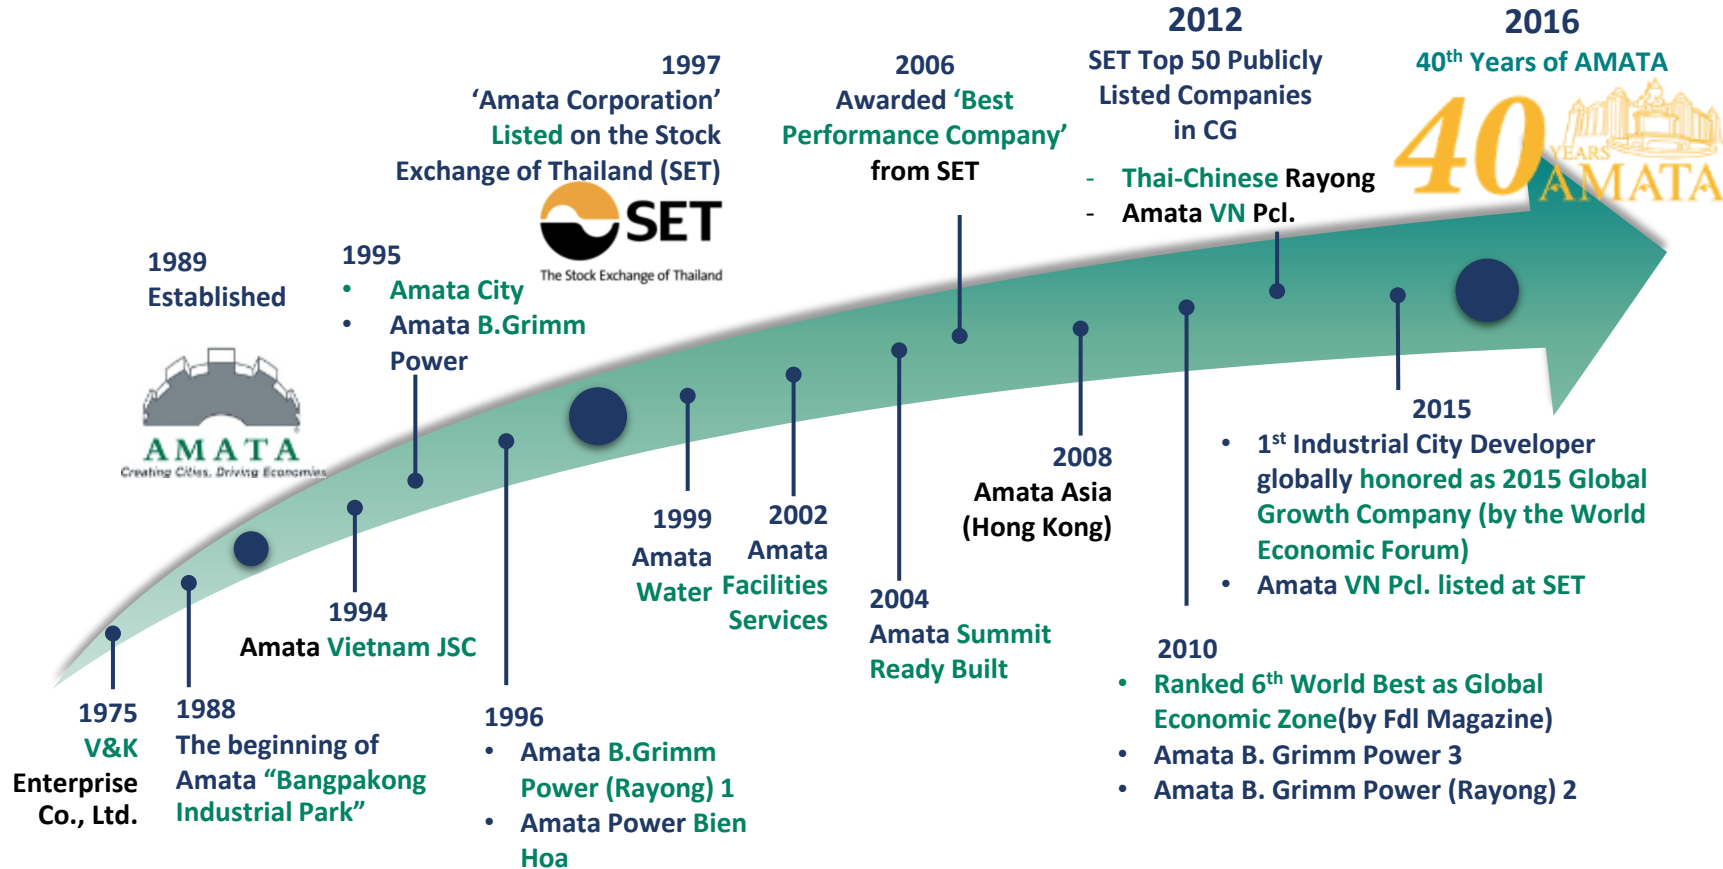 1975
V&K
Enterprise
Co., Ltd.
1988
The beginning of
Amata “Bangpakong
Industrial Park”
1989
Established
AMATA
Creating Cities, Driving Economies
1994
Amata Vietnam JSC
1995
• Amata City
• Amata B.Grimm
Power
1996
• Amata B.Grimm
Power (Rayong) 1
• Amata Power Bien
Hoa
1997
‘Amata Corporation’
Listed on the Stock
Exchange of Thailand (SET)
SET
The Stock Exchange of Thailand
1999
Amata
Water
2002
Amata
Facilities
Services
2004
Amata Summit
Ready Built
2006
Awarded ‘Best
Performance Company’
from SET
2008
Amata Asia
(Hong Kong)
2010
• Ranked 6th World Best as Global
Economic Zone(by Fdl Magazine)
• Amata B. Grimm Power 3
• Amata B. Grimm Power (Rayong) 2
2012
SET Top 50 Publicly
Listed Companies
in CG
- Thai-Chinese Rayong
- Amata VN Pcl.
2015
• 1st Industrial City Developer
globally honored as 2015 Global
Growth Company (by the World
Economic Forum)
• Amata VN Pcl. listed at SET
2016
40th Years of AMATA
40
YEARS
AMATA